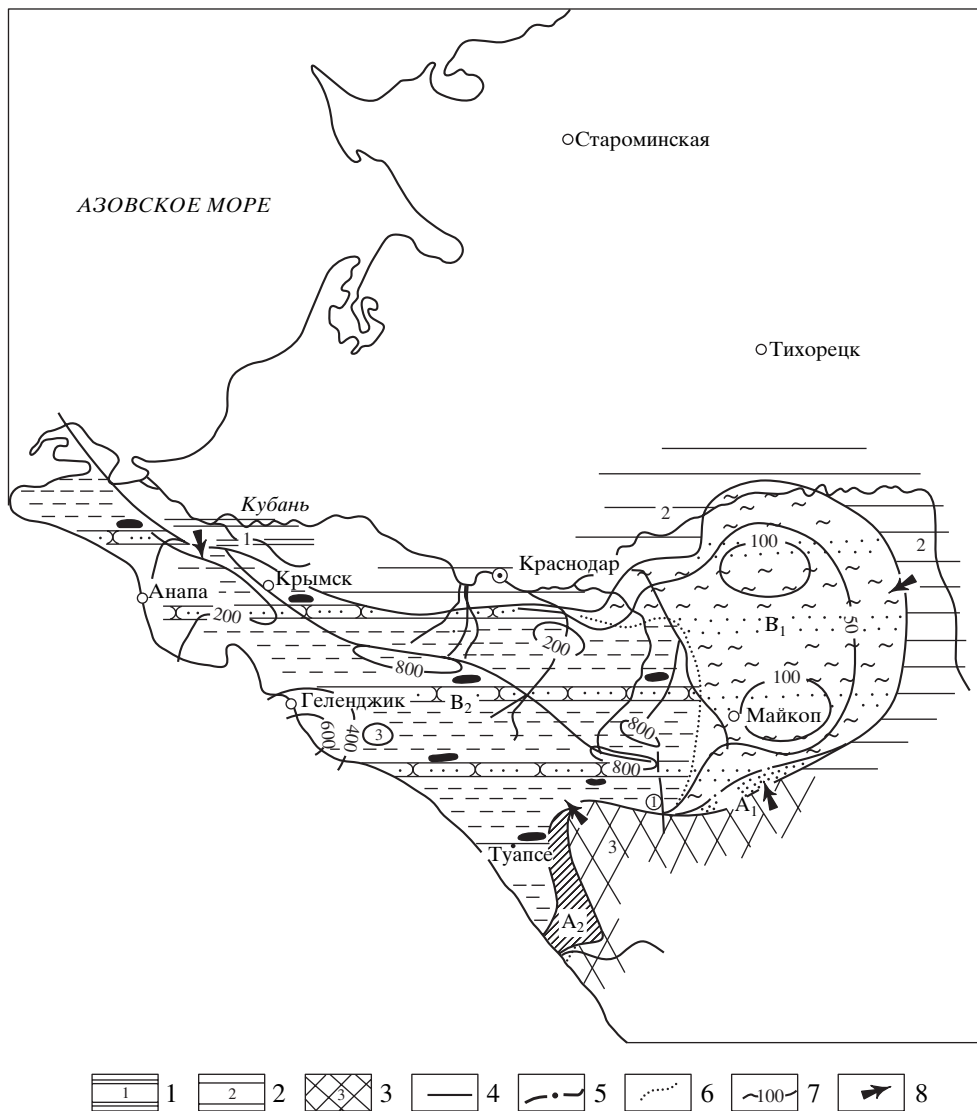 Староминская
АЗОВСКОЕ МОРЕ
Тихорецк
Кубань
2
2
1
100
Краснодар
Крымск
Анапа
200
B₁
50
200
800
100
Геленджик
B₂
Майкоп
600
400
3
800
800
1
A₁
3
Туапсе
A₂
1 1 2 2 3 3 4 5 6 100 7 8